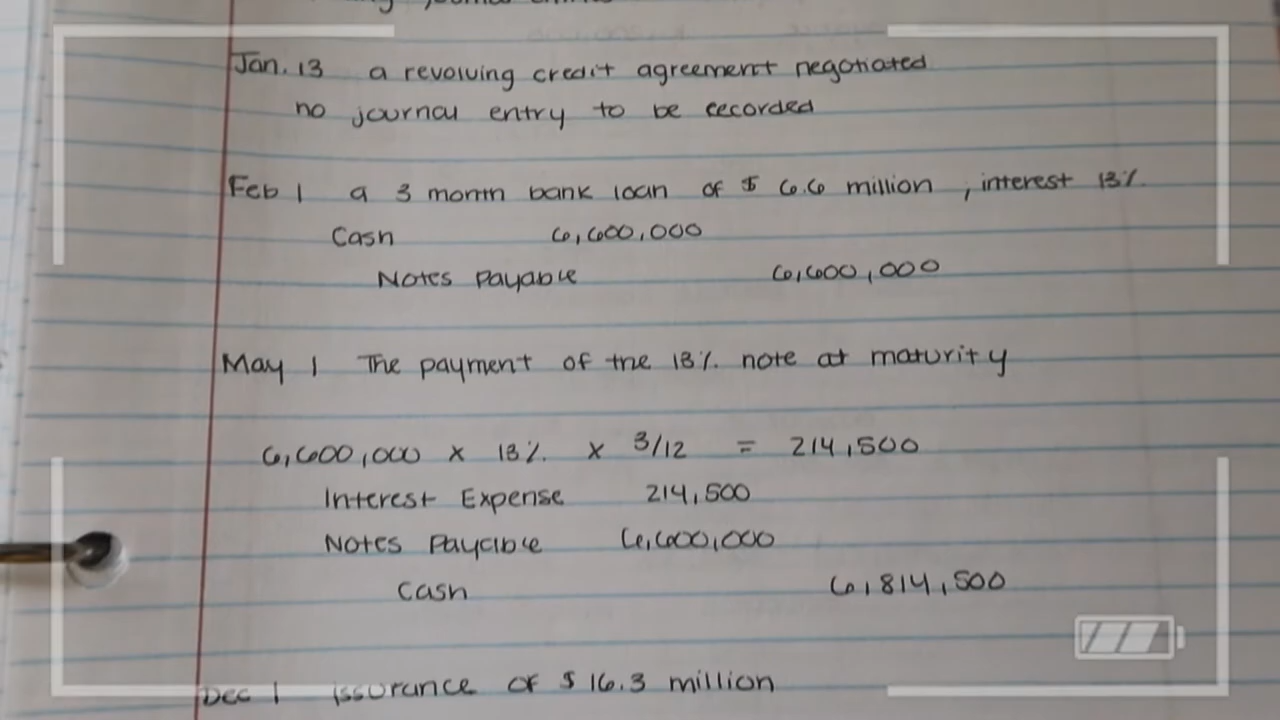 Jan. 13 a revolving credit agreement negotiated
no journal entry to be recorded
Feb 1 a 3 month bank loan of $ 6.6 million , interest 13%
Cash 6,600,000
Notes Payable 6,600,000
May 1 The payment of the 13% note at maturity
6,600,000 x 13% x 3/12 = 214,500
Interest Expense 214,500
Notes Payable 6,600,000
Cash 6,814,500
Dec 1 issurance of $ 16.3 million